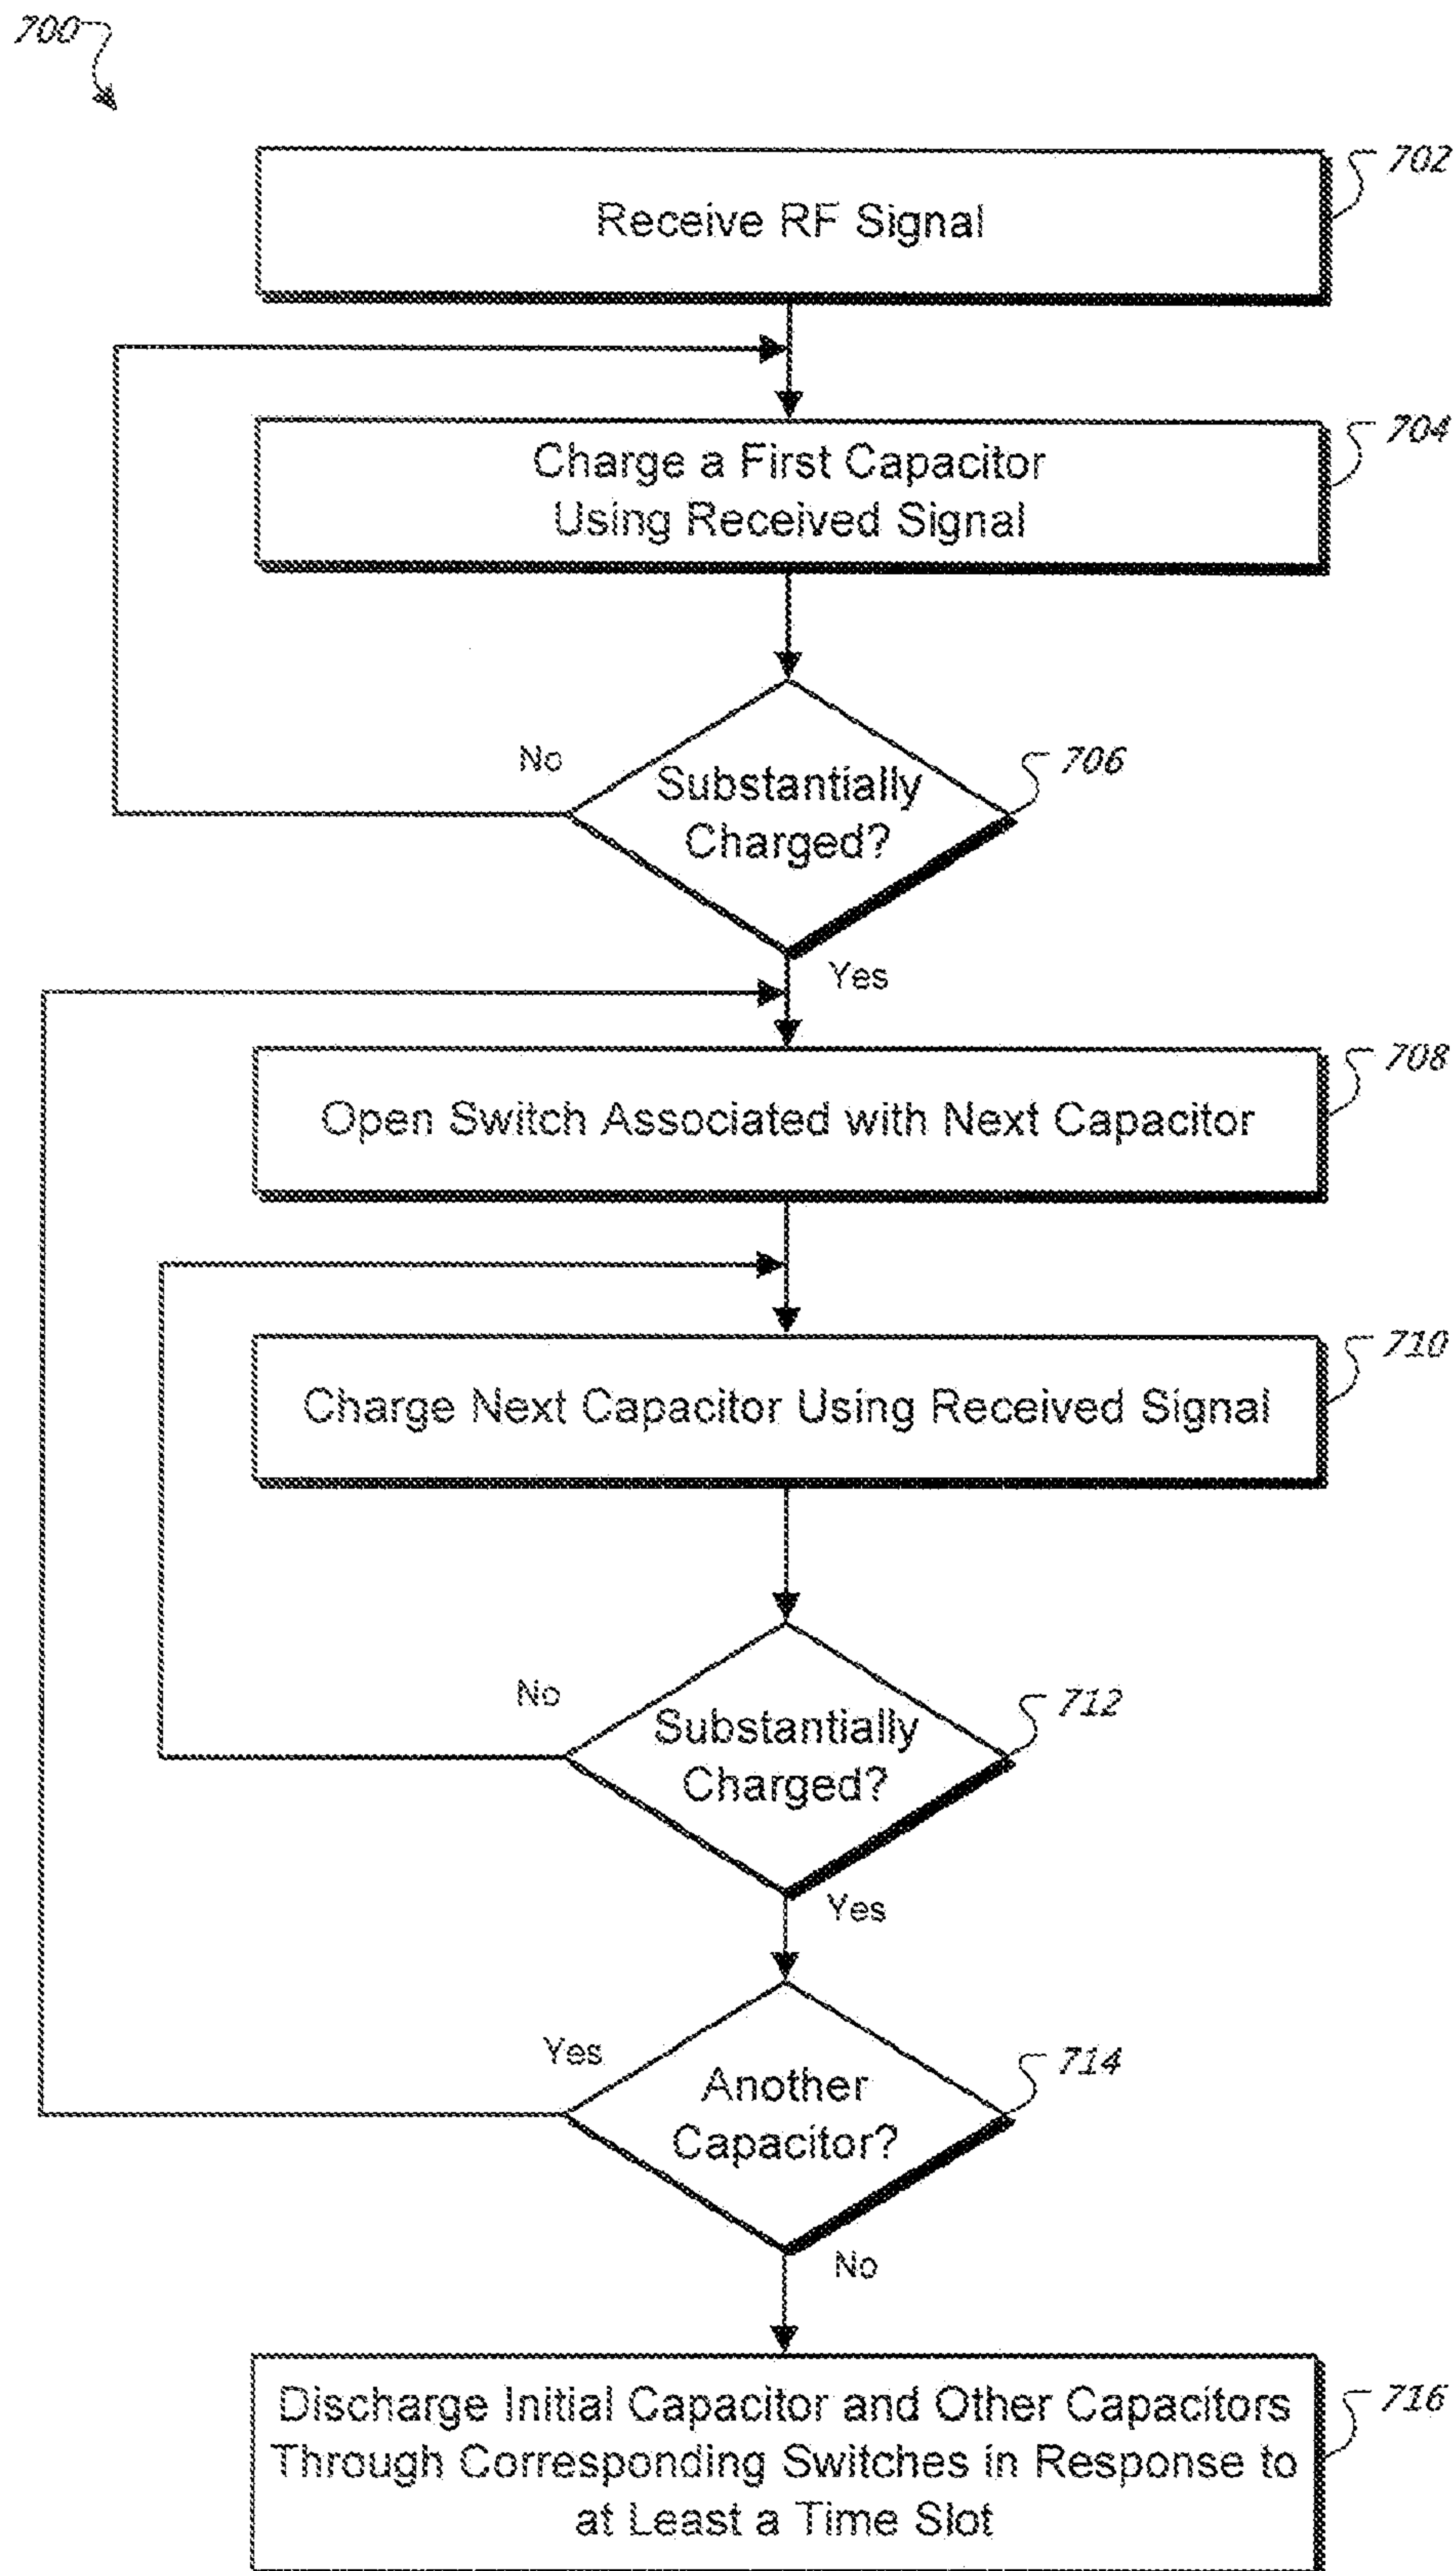 700
702
Receive RF Signal
704
Charge a First Capacitor
Using Received Signal
No
706
Substantially
Charged?
Yes
708
Open Switch Associated with Next Capacitor
710
Charge Next Capacitor Using Received Signal
No
712
Substantially
Charged?
Yes
Yes
714
Another
Capacitor?
No
716
Discharge Initial Capacitor and Other Capacitors
Through Corresponding Switches in Response to
at Least a Time Slot